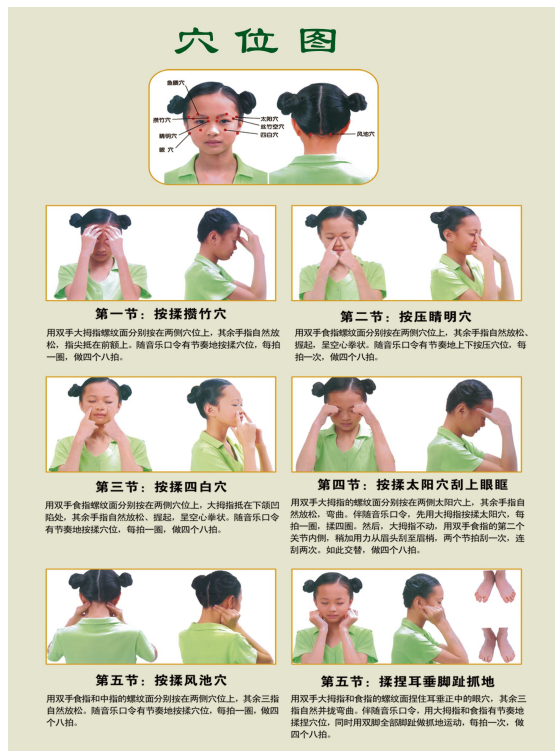 穴位图
鱼腰穴
攒竹穴
睛明穴
太阳穴
丝竹空穴
四白穴
风池穴
第一节：按揉攒竹穴
用双手大拇指螺纹面分别按在两侧穴位上，其余手指自然放
松，指尖抵在前额上。随音乐口令有节奏地按揉穴位，每拍
一圈，做四个八拍。
第二节：按压睛明穴
用双手食指螺纹面分别按在两侧穴位上，其余手指自然放松、
握起，呈空心拳状。随音乐口令有节奏地上下按压穴位，每
拍一次，做四个八拍。
第三节：按揉四白穴
用双手食指螺纹面分别按在两侧穴位上，大拇指抵在下颌凹
陷处，其余手指自然放松、握起，呈空心拳状。随音乐口令
有节奏地按揉穴位，每拍一圈，做四个八拍。
第四节：按揉太阳穴刮上眼眶
用双手大拇指的螺纹面分别按在两侧太阳穴上，其余手指自
然放松，弯曲。伴随音乐口令，先用大拇指按揉太阳穴，每
拍一圈，揉四圈。然后，大拇指不动，用双手食指的第二个
关节内侧，稍加用力从眉头刮至眉梢，两个节拍刮一次，连
刮两次。如此交替，做四个八拍。
第五节：按揉风池穴
用双手食指和中指的螺纹面分别按在两侧穴位上，其余三指
自然放松。随音乐口令有节奏地按揉穴位，每拍一圈，做四
个八拍。
第五节：揉捏耳垂脚趾抓地
用双手大拇指和食指的螺纹面捏住耳垂正中的眼穴，其余三
指自然并拢弯曲。伴随音乐口令，用大拇指和食指有节奏地
揉捏穴位，同时用双脚全部脚趾做抓地运动，每拍一次，做
四个八拍。